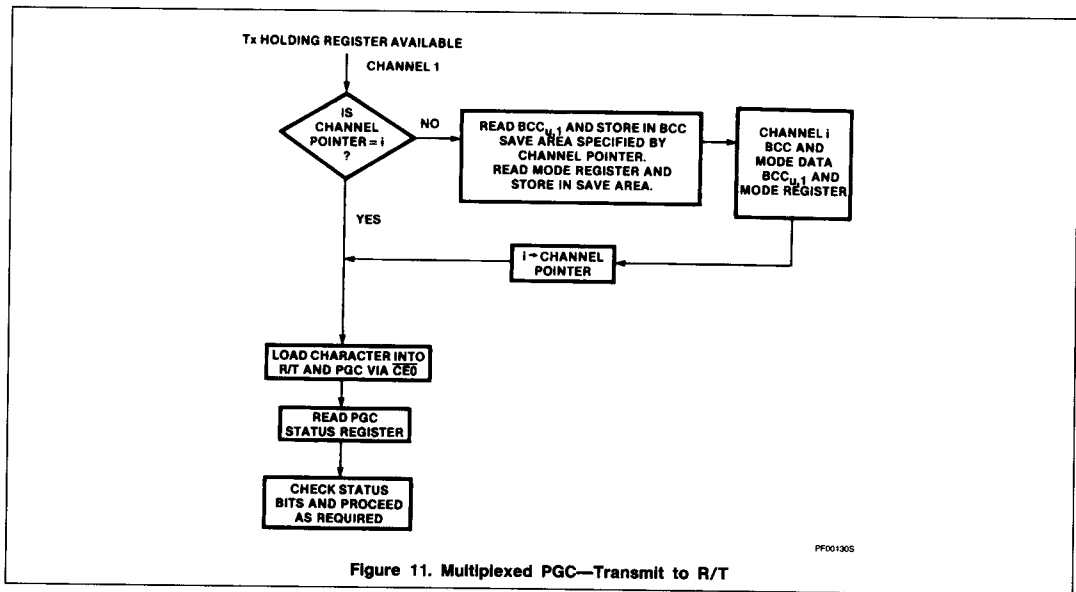 Tx HOLDING REGISTER AVAILABLE
CHANNEL 1
IS
CHANNEL
POINTER = i
?
NO
READ BCCu,1 AND STORE IN BCC
SAVE AREA SPECIFIED BY
CHANNEL POINTER.
READ MODE REGISTER AND
STORE IN SAVE AREA.
CHANNEL i
BCC AND
MODE DATA
BCCu,1 AND
MODE REGISTER
YES
i→CHANNEL
POINTER
LOAD CHARACTER INTO
R/T AND PGC VIA C̅E̅0̅
READ PGC
STATUS REGISTER
CHECK STATUS
BITS AND PROCEED
AS REQUIRED
PF00130S
Figure 11. Multiplexed PGC—Transmit to R/T